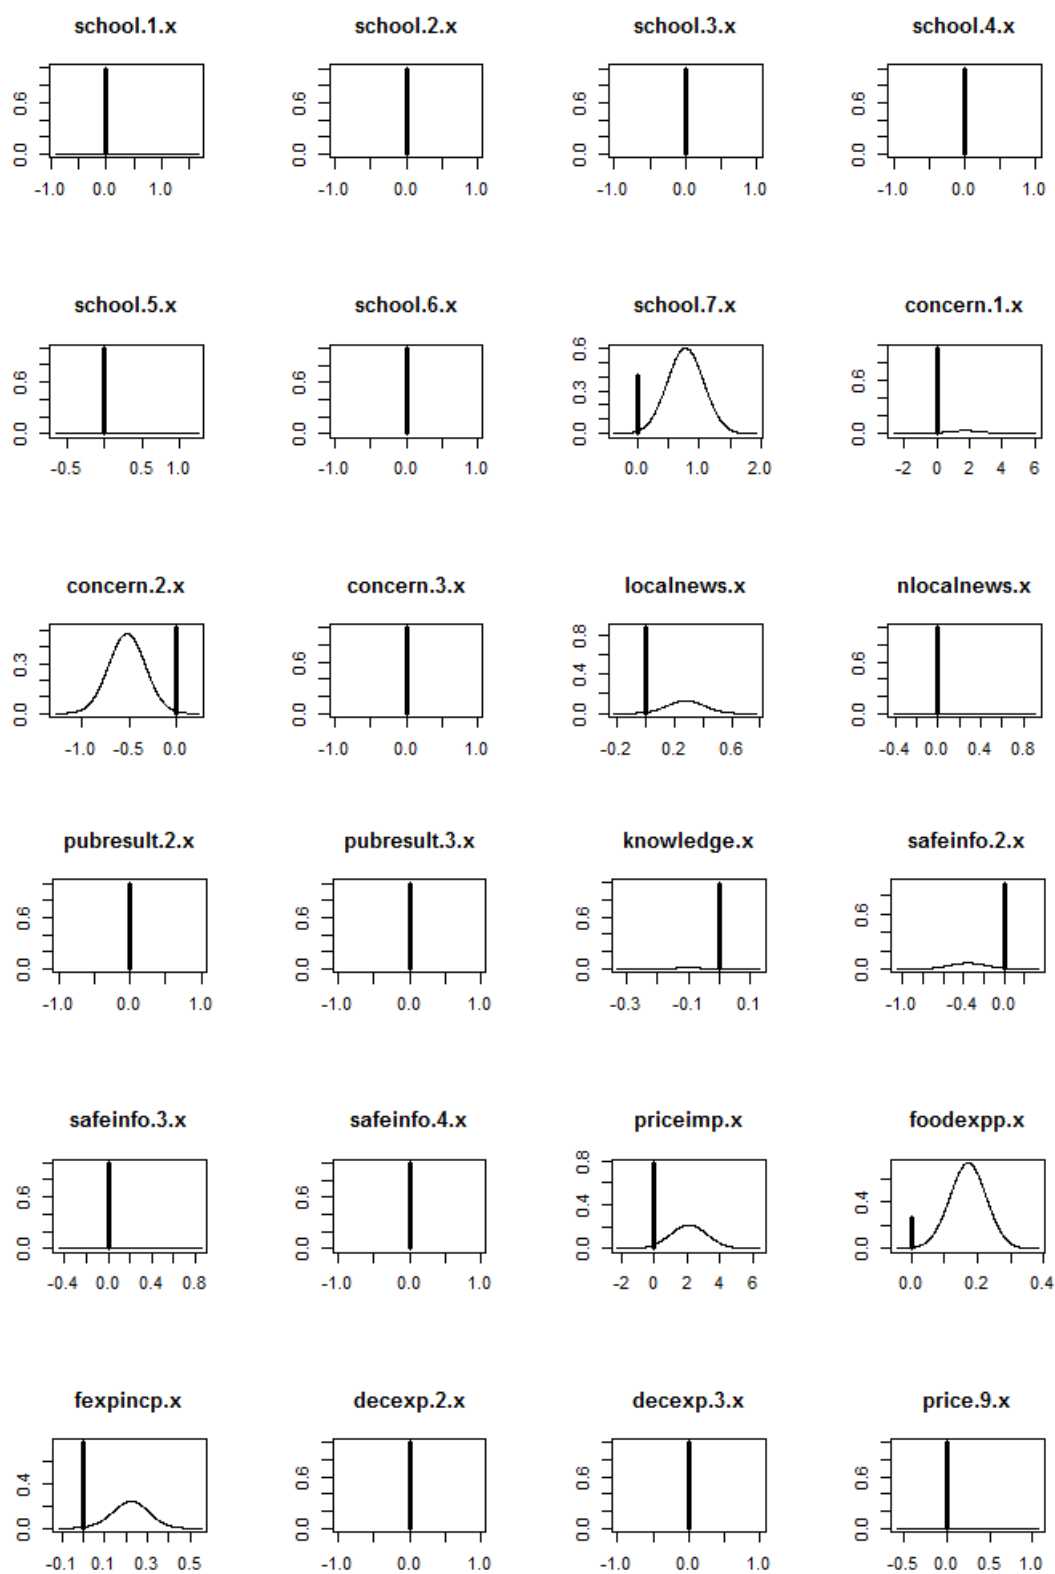 school.1.x school.2.x school.3.x school.4.x
0.6 0.6 0.6 0.6
0.0 0.0 0.0 0.0
-1.0 0.0 1.0 -1.0 0.0 1.0 -1.0 0.0 1.0 -1.0 0.0 1.0
school.5.x school.6.x school.7.x concern.1.x
0.6 0.6 0.6 0.6
0.3
0.0 0.0 0.0 0.0
-0.5 0.5 1.0 -1.0 0.0 1.0 0.0 1.0 2.0 -2 0 2 4 6
concern.2.x concern.3.x localnews.x nlocalnews.x
0.3 0.6 0.8 0.6
0.4
0.0 0.0 0.0 0.0
-1.0 -0.5 0.0 -1.0 0.0 1.0 -0.2 0.2 0.6 -0.4 0.0 0.4 0.8
pubresult.2.x pubresult.3.x knowledge.x safeinfo.2.x
0.6 0.6 0.6 0.6
0.0 0.0 0.0 0.0
-1.0 0.0 1.0 -1.0 0.0 1.0 -0.3 -0.1 0.1 -1.0 -0.4 0.0
safeinfo.3.x safeinfo.4.x priceimp.x foodexpp.x
0.6 0.6 0.8 0.4
0.4
0.0 0.0 0.0 0.0
-0.4 0.0 0.4 0.8 -1.0 0.0 1.0 -2 0 2 4 6 0.0 0.2 0.4
fexpincp.x decexp.2.x decexp.3.x price.9.x
0.4 0.6 0.6 0.6
0.0 0.0 0.0 0.0
-0.1 0.1 0.3 0.5 -1.0 0.0 1.0 -1.0 0.0 1.0 -0.5 0.0 0.5 1.0